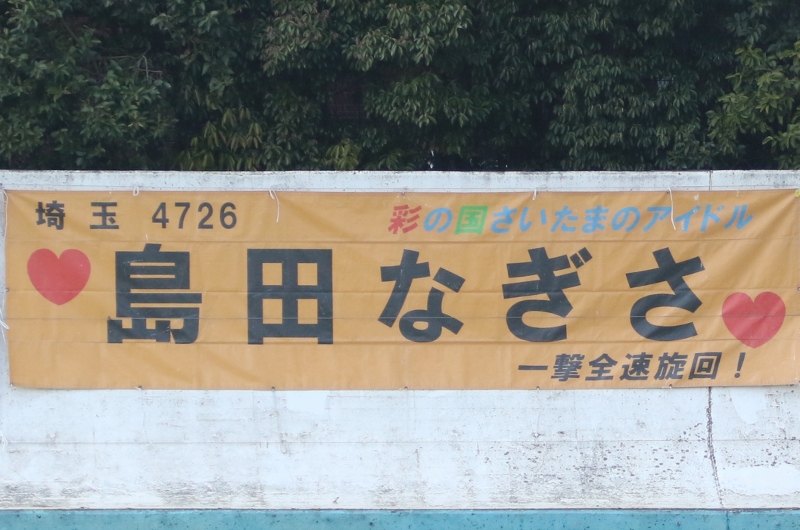 埼玉 4726
彩の国さいたまのアイドル
島田なぎさ
一撃全速旋回！